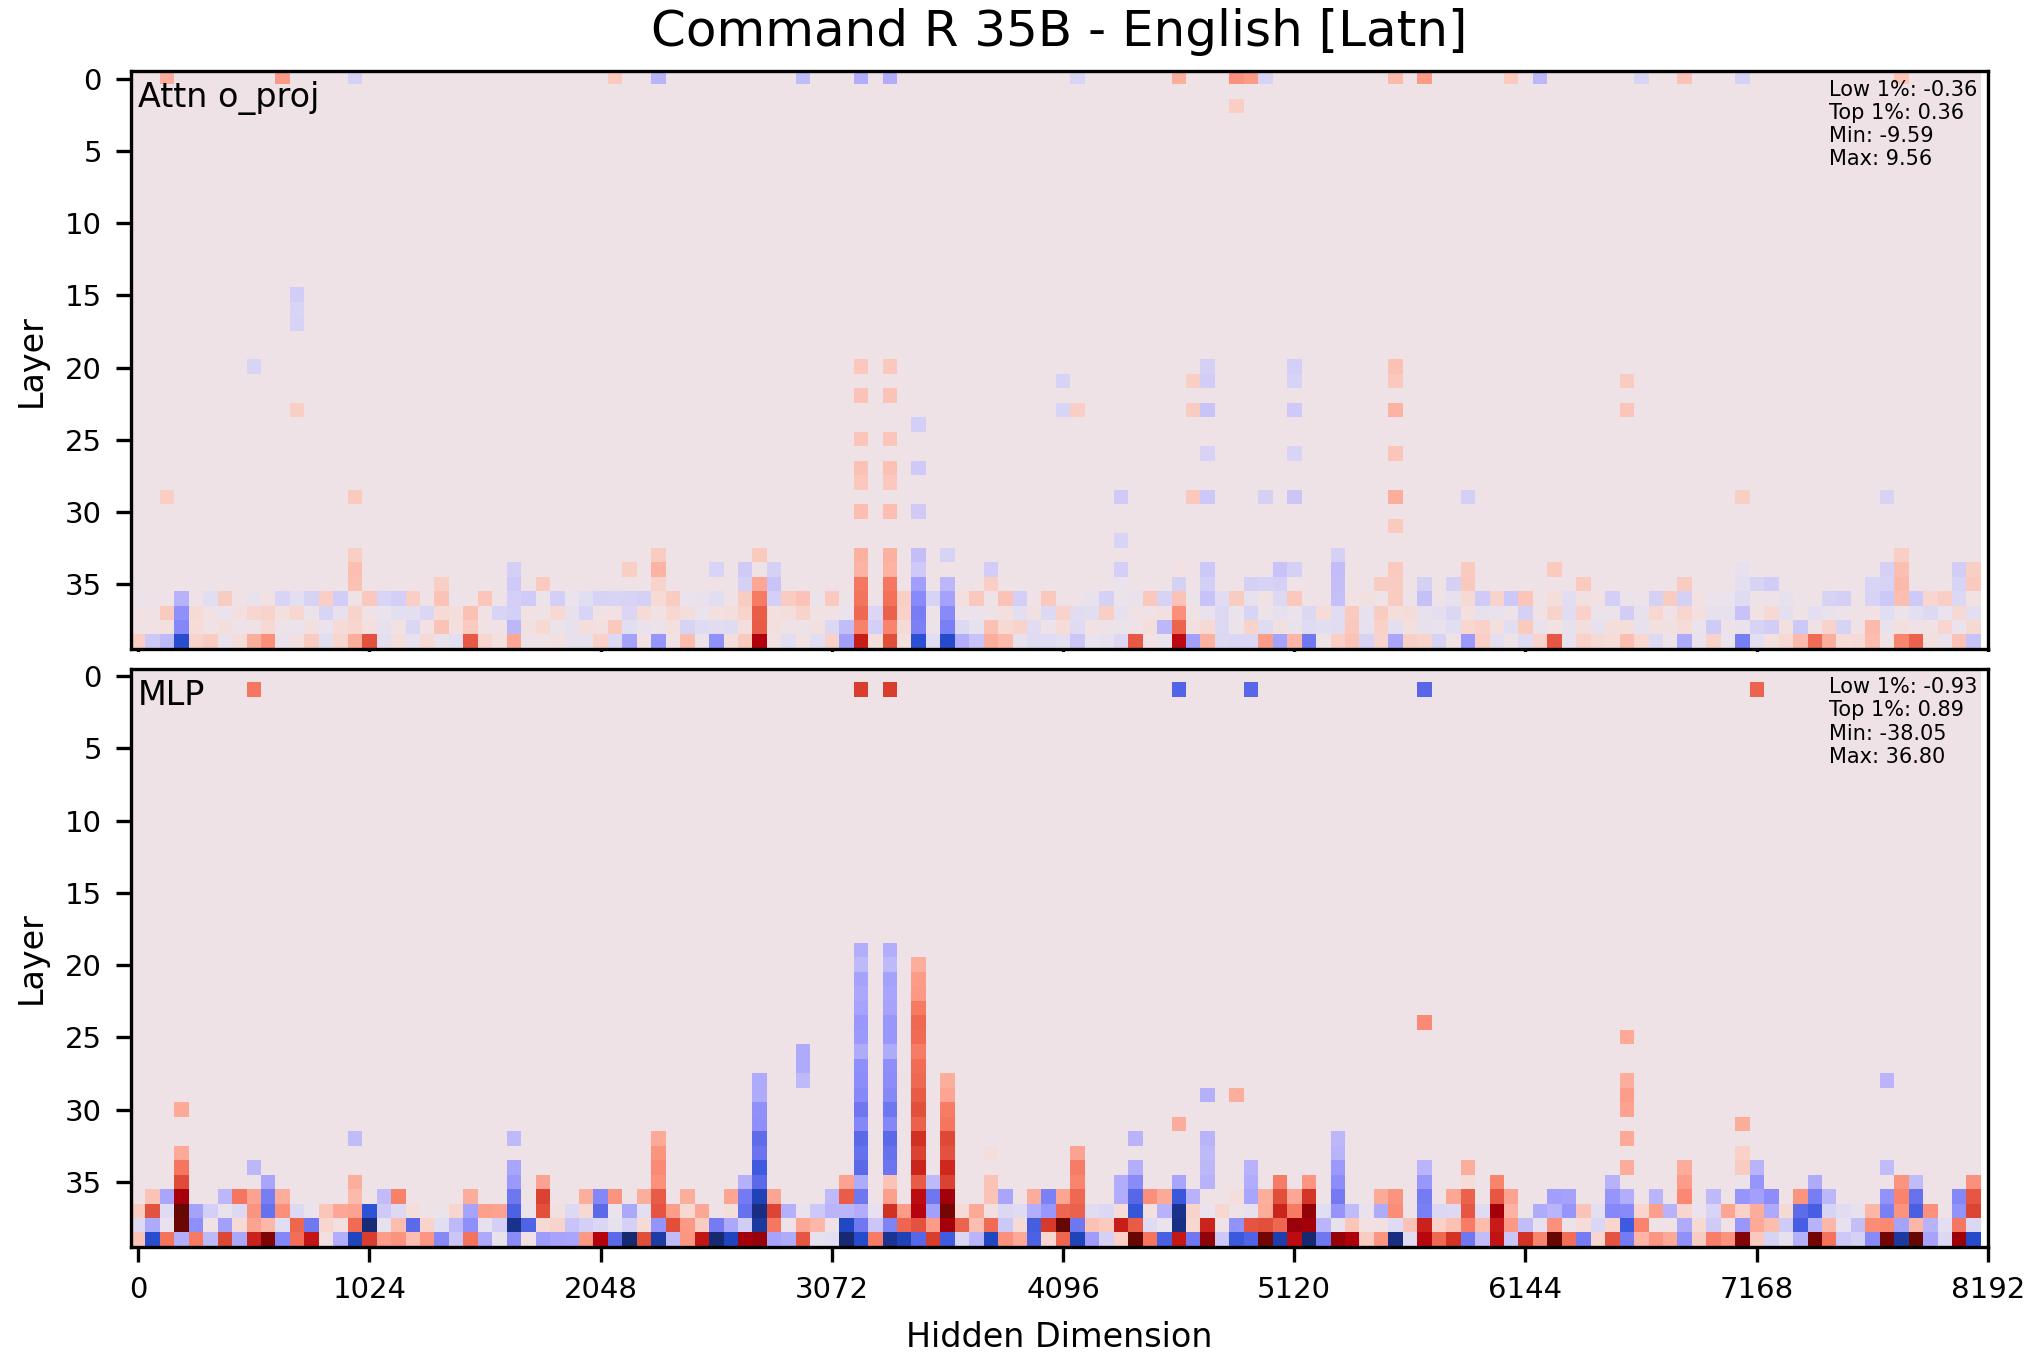 Command R 35B - English [Latn]
Attn o_proj
Low 1%: -0.36
Top 1%: 0.36
Min: -9.59
Max: 9.56
0
5
10
15
20
25
30
35
Layer
MLP
Low 1%: -0.93
Top 1%: 0.89
Min: -38.05
Max: 36.80
0
5
10
15
20
25
30
35
Layer
0 1024 2048 3072 4096 5120 6144 7168 8192
Hidden Dimension